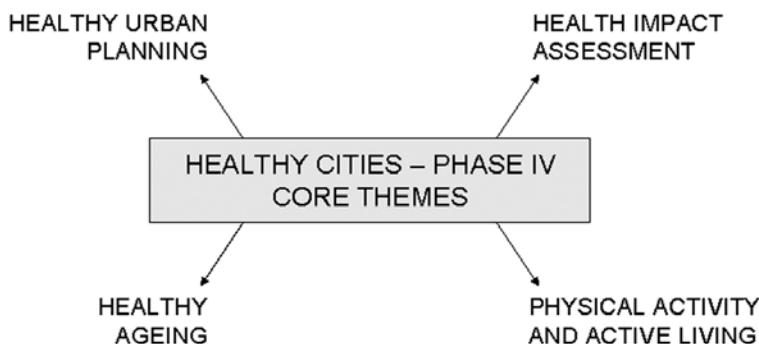 HEALTHY URBAN
PLANNING
HEALTH IMPACT
ASSESSMENT
HEALTHY CITIES – PHASE IV
CORE THEMES
HEALTHY
AGEING
PHYSICAL ACTIVITY
AND ACTIVE LIVING